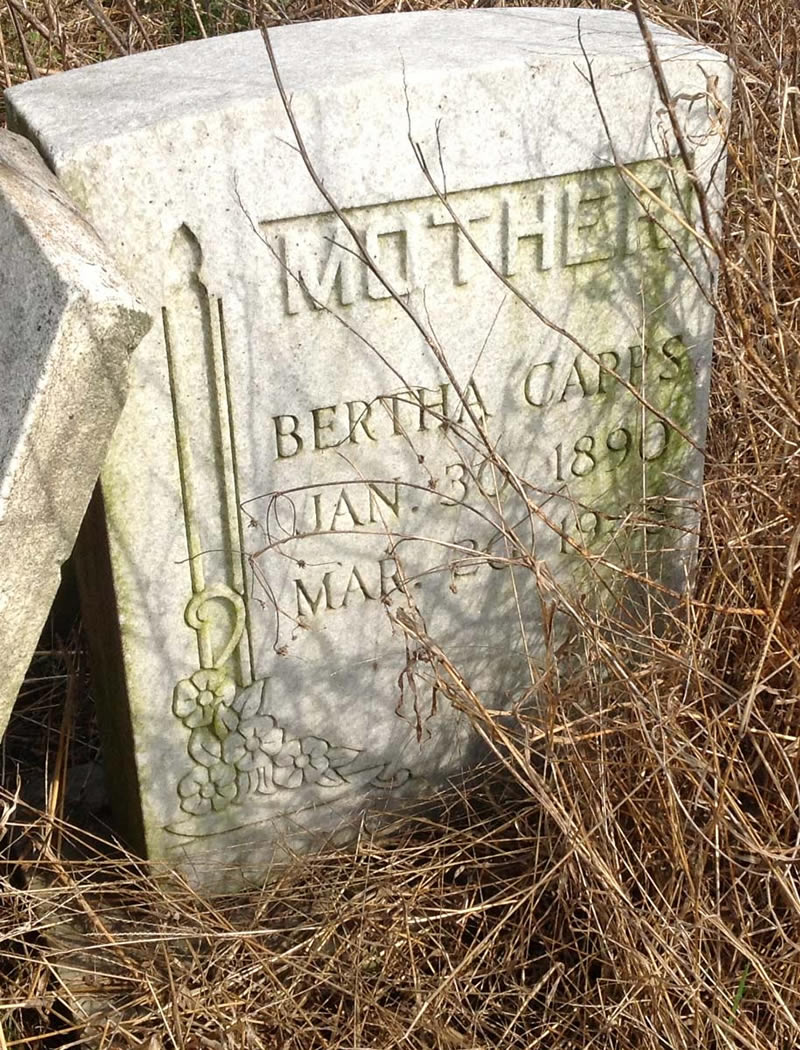 MOTHER
BERTHA CAPPS
JAN. 30 1890
MAR.